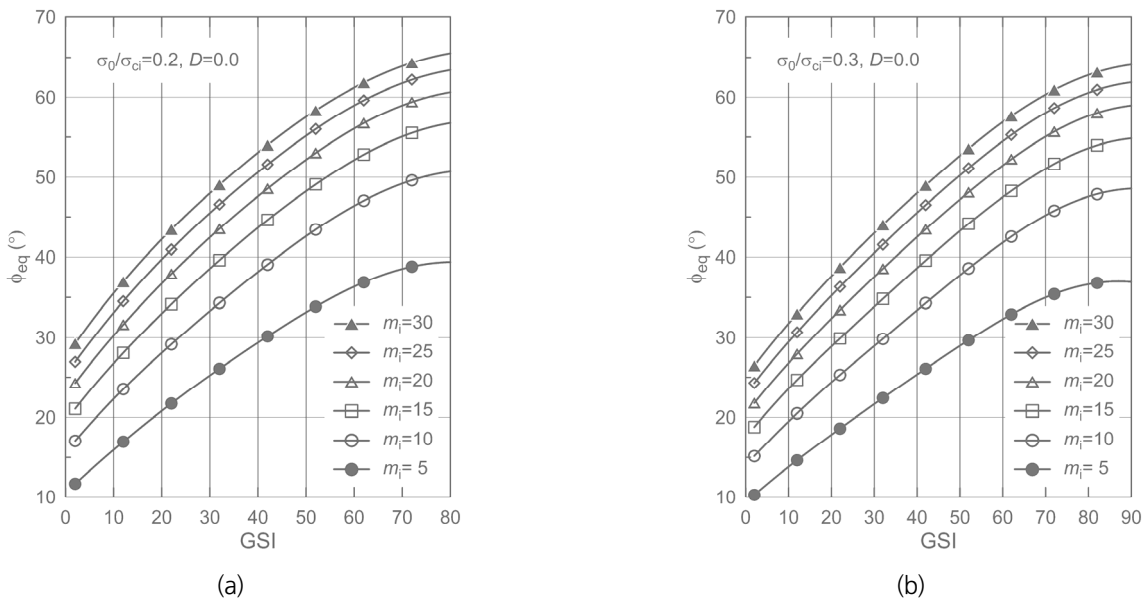 70
60
50
40
30
20
10
ϕeq (°)
σ0/σci=0.2, D=0.0
mi=30
mi=25
mi=20
mi=15
mi=10
mi= 5
0 10 20 30 40 50 60 70 80
GSI
(a)
70
60
50
40
30
20
10
ϕeq (°)
σ0/σci=0.3, D=0.0
mi=30
mi=25
mi=20
mi=15
mi=10
mi= 5
0 10 20 30 40 50 60 70 80 90
GSI
(b)